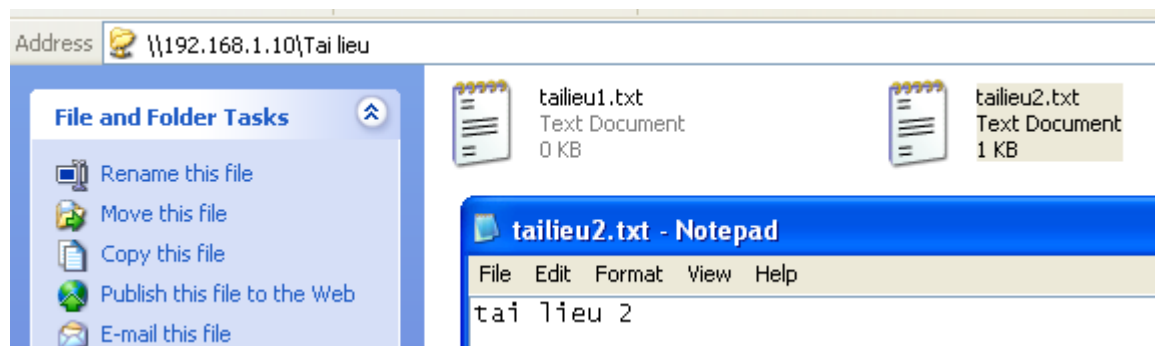 Address \\192.168.1.10\Tai lieu
File and Folder Tasks
Rename this file
Move this file
Copy this file
Publish this file to the Web
E-mail this file
tailieu1.txt
Text Document
0 KB
tailieu2.txt
Text Document
1 KB
tailieu2.txt - Notepad
File Edit Format View Help
tai lieu 2